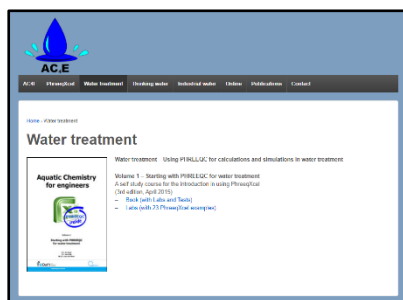 AC,E
AC,E PhreeqXcel Water treatment Drinking water Industrial water Online Publications Contact
Home › Water treatment
Water treatment
Aquatic Chemistry
for engineers
Volume 1
Starting with PHREEQC
for water treatment
Water treatment Using PHREEQC for calculations and simulations in water treatment
Volume 1 – Starting with PHREEQC for water treatment
A self study course for the introduction in using PhreeqXcel
(3rd edition, April 2015)
– Book (with Labs and Tests)
– Labs (with 23 PhreeqXcel examples)